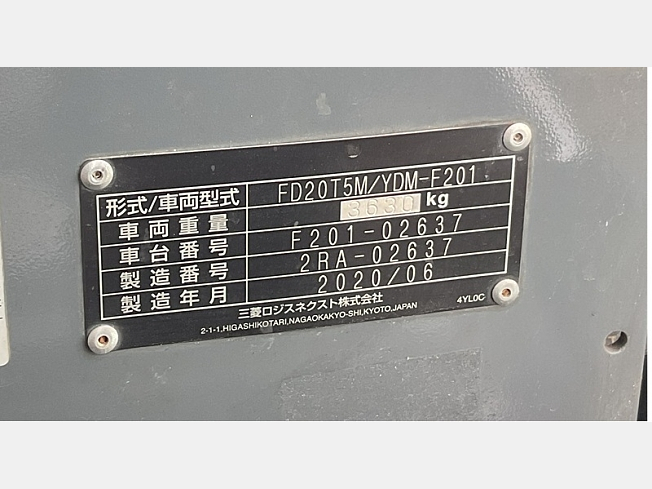 形式/車両型式 FD20T5M/YDM-F201
車両重量 3630 kg
車台番号 F201-02637
製造番号 2RA-02637
製造年月 2020/06
三菱ロジスネクスト株式会社 4YL0C
2-1-1,HIGASHIKOTARI,NAGAOKAKYO-SHI,KYOTO,JAPAN